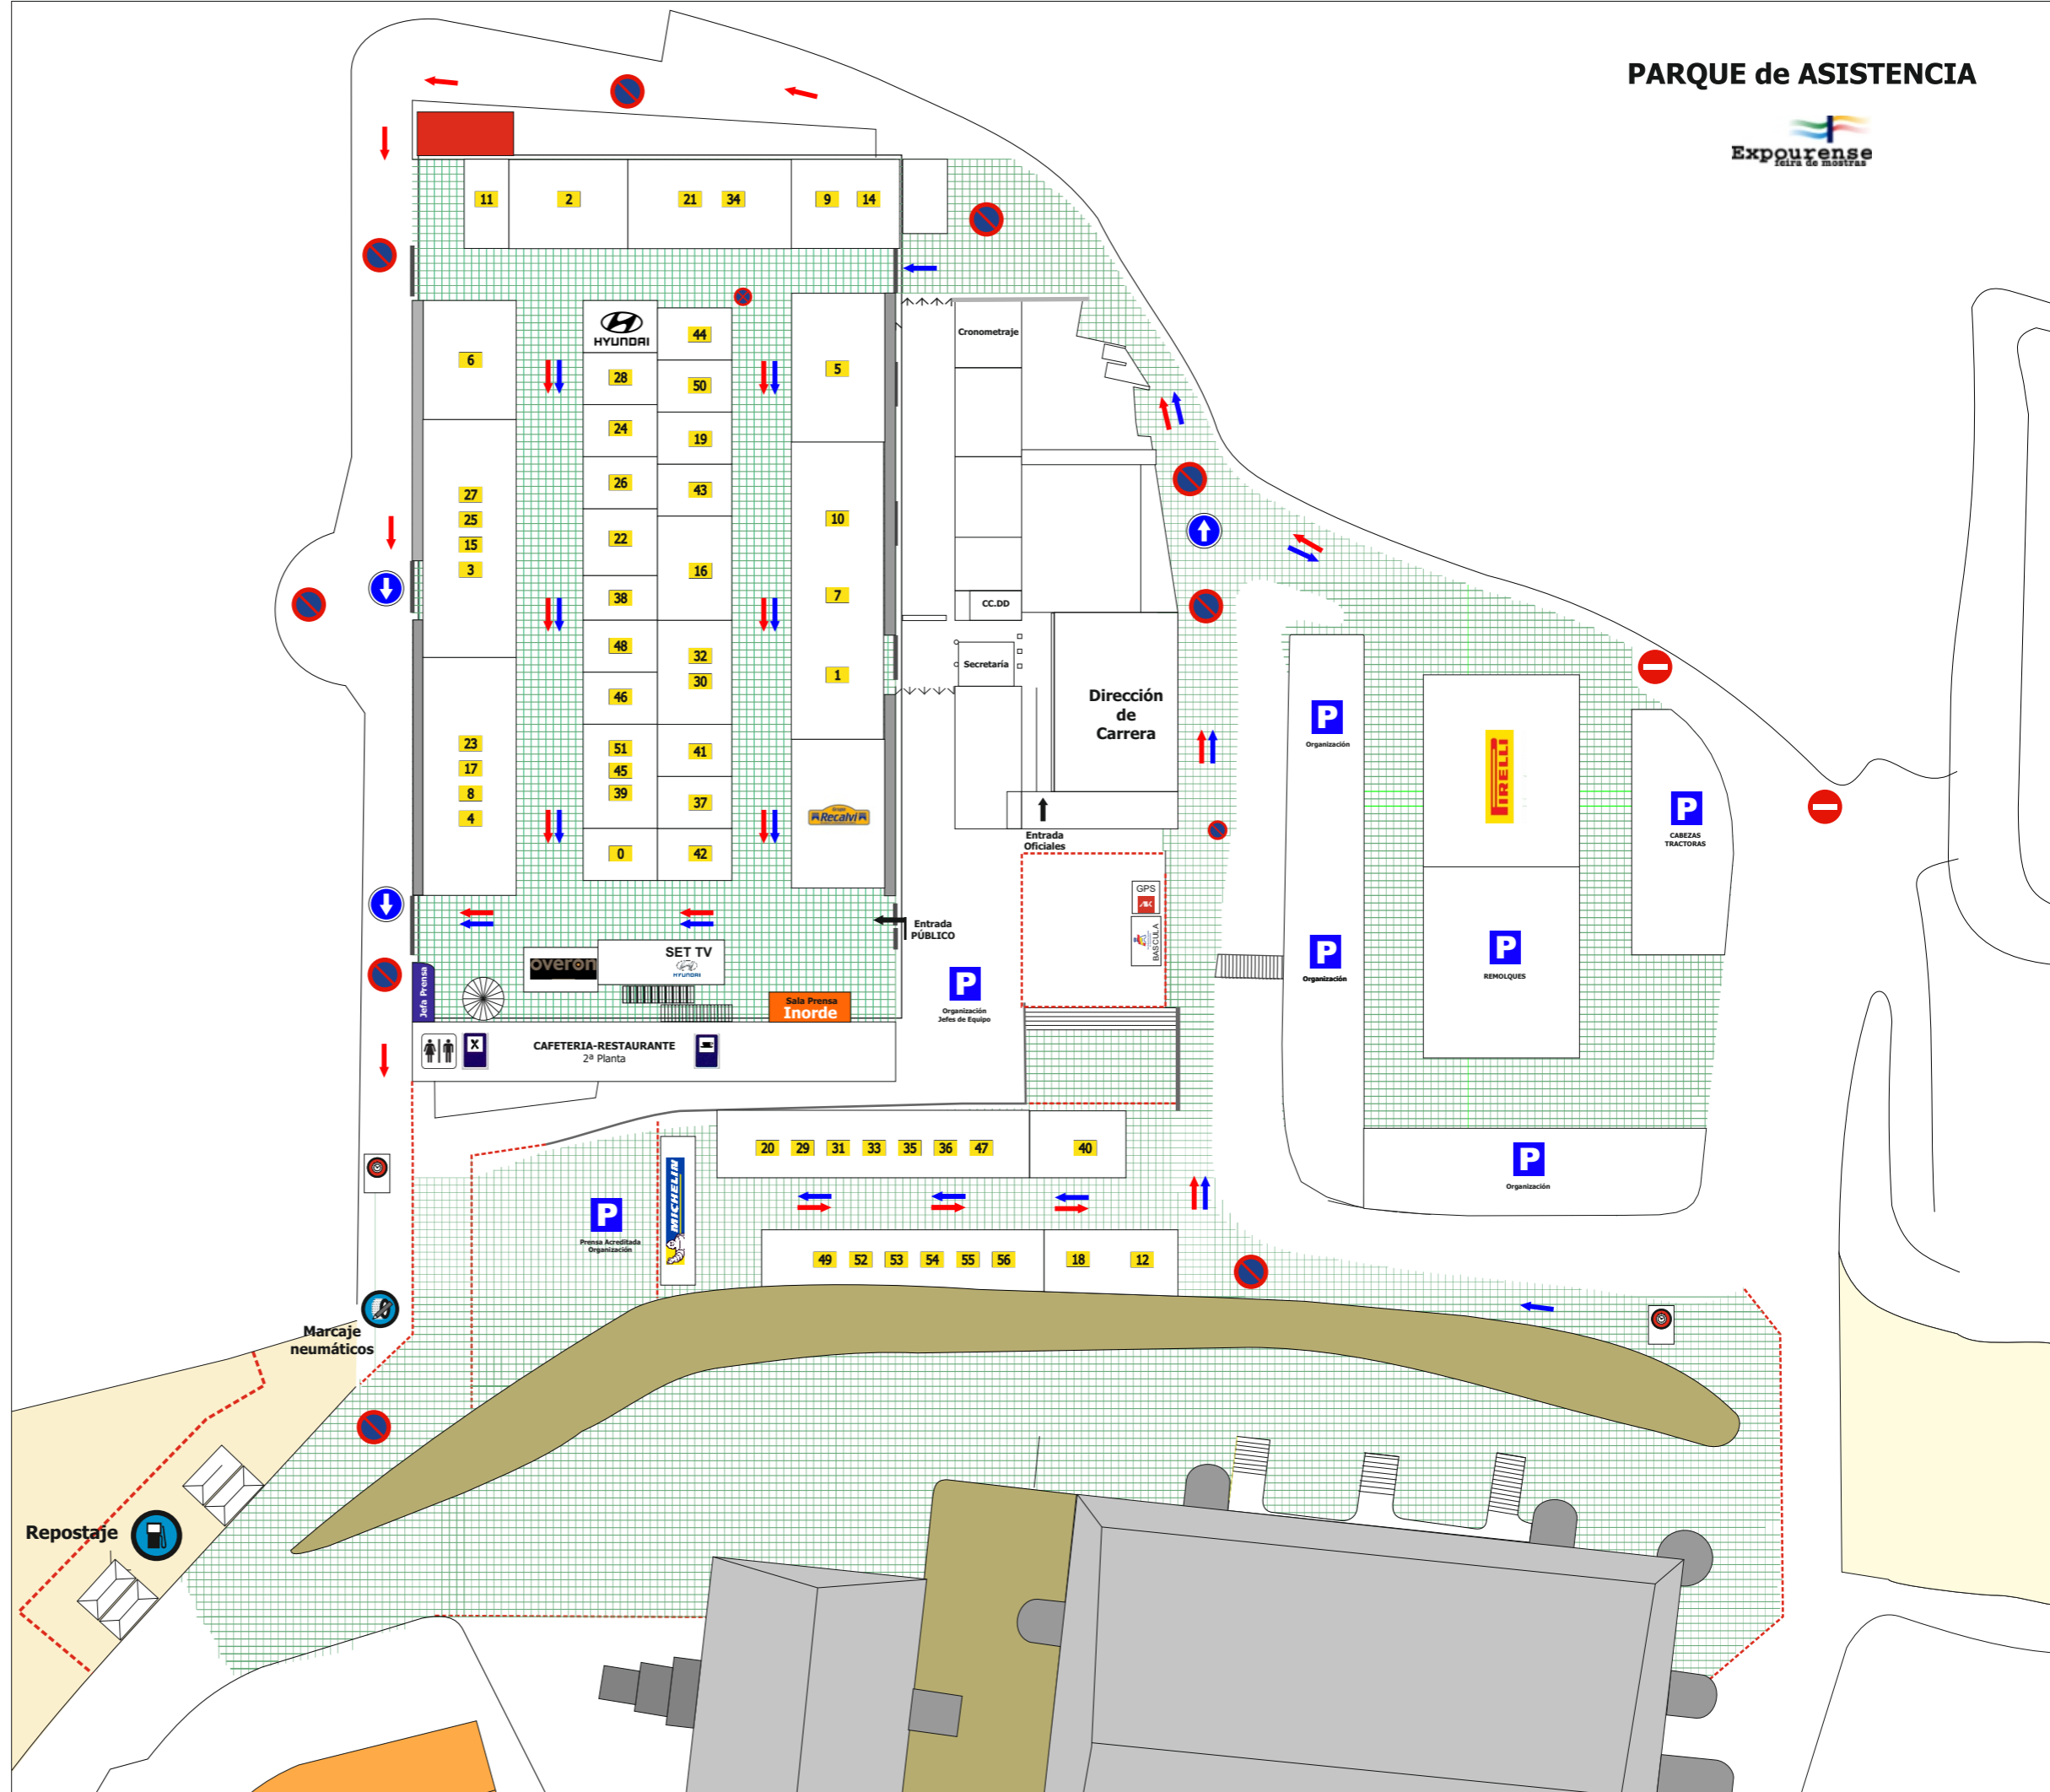 PARQUE de ASISTENCIA
Expourense
feira de mostras
11
2
21
34
9
14
HYUNDAI
6
28
24
26
22
38
48
46
51
45
39
0
44
50
19
43
16
32
30
41
37
42
27
25
15
3
23
17
8
4
5
10
7
1
Grupo
Recalvi
Cronometraje
CC.DD
Secretaría
Dirección
de
Carrera
Entrada
Oficiales
GPS
BASCULA
Entrada
PÚBLICO
P
Organización
Jefes de Equipo
overon
SET TV
HYUNDAI
Jefa Prensa
Sala Prensa
Inorde
X
CAFETERIA-RESTAURANTE
2ª Planta
P
Organización
P
Organización
PIRELLI
P
CABEZAS
TRACTORAS
P
REMOLQUES
P
Organización
20
29
31
33
35
36
47
40
MICHELIN
P
Prensa Acreditada
Organización
49
52
53
54
55
56
18
12
Marcaje
neumáticos
Repostaje